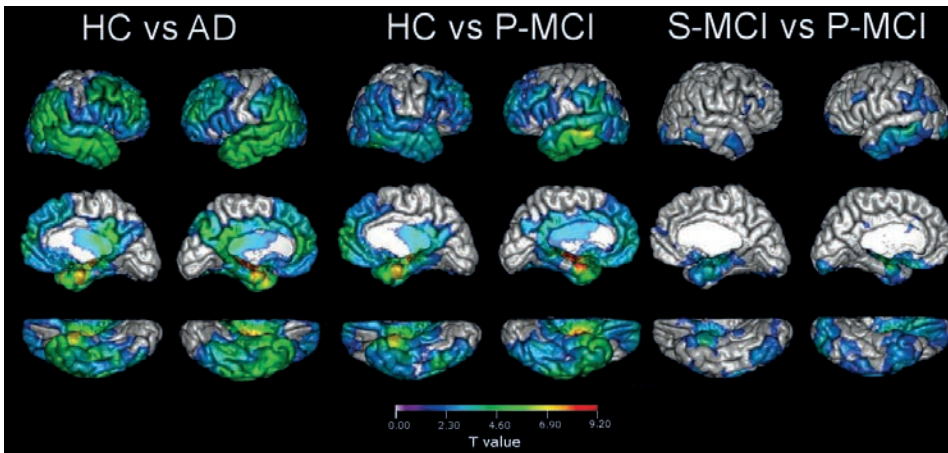 HC vs AD HC vs P-MCI S-MCI vs P-MCI
0.00 2.30 4.60 6.90 9.20
T value